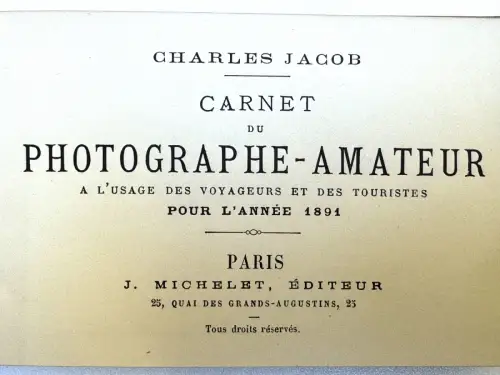 CHARLES JACOB
CARNET
DU
PHOTOGRAPHE-AMATEUR
A L'USAGE DES VOYAGEURS ET DES TOURISTES
POUR L'ANNÉE 1891
PARIS
J. MICHELET, ÉDITEUR
25, QUAI DES GRANDS-AUGUSTINS, 25
Tous droits réservés.